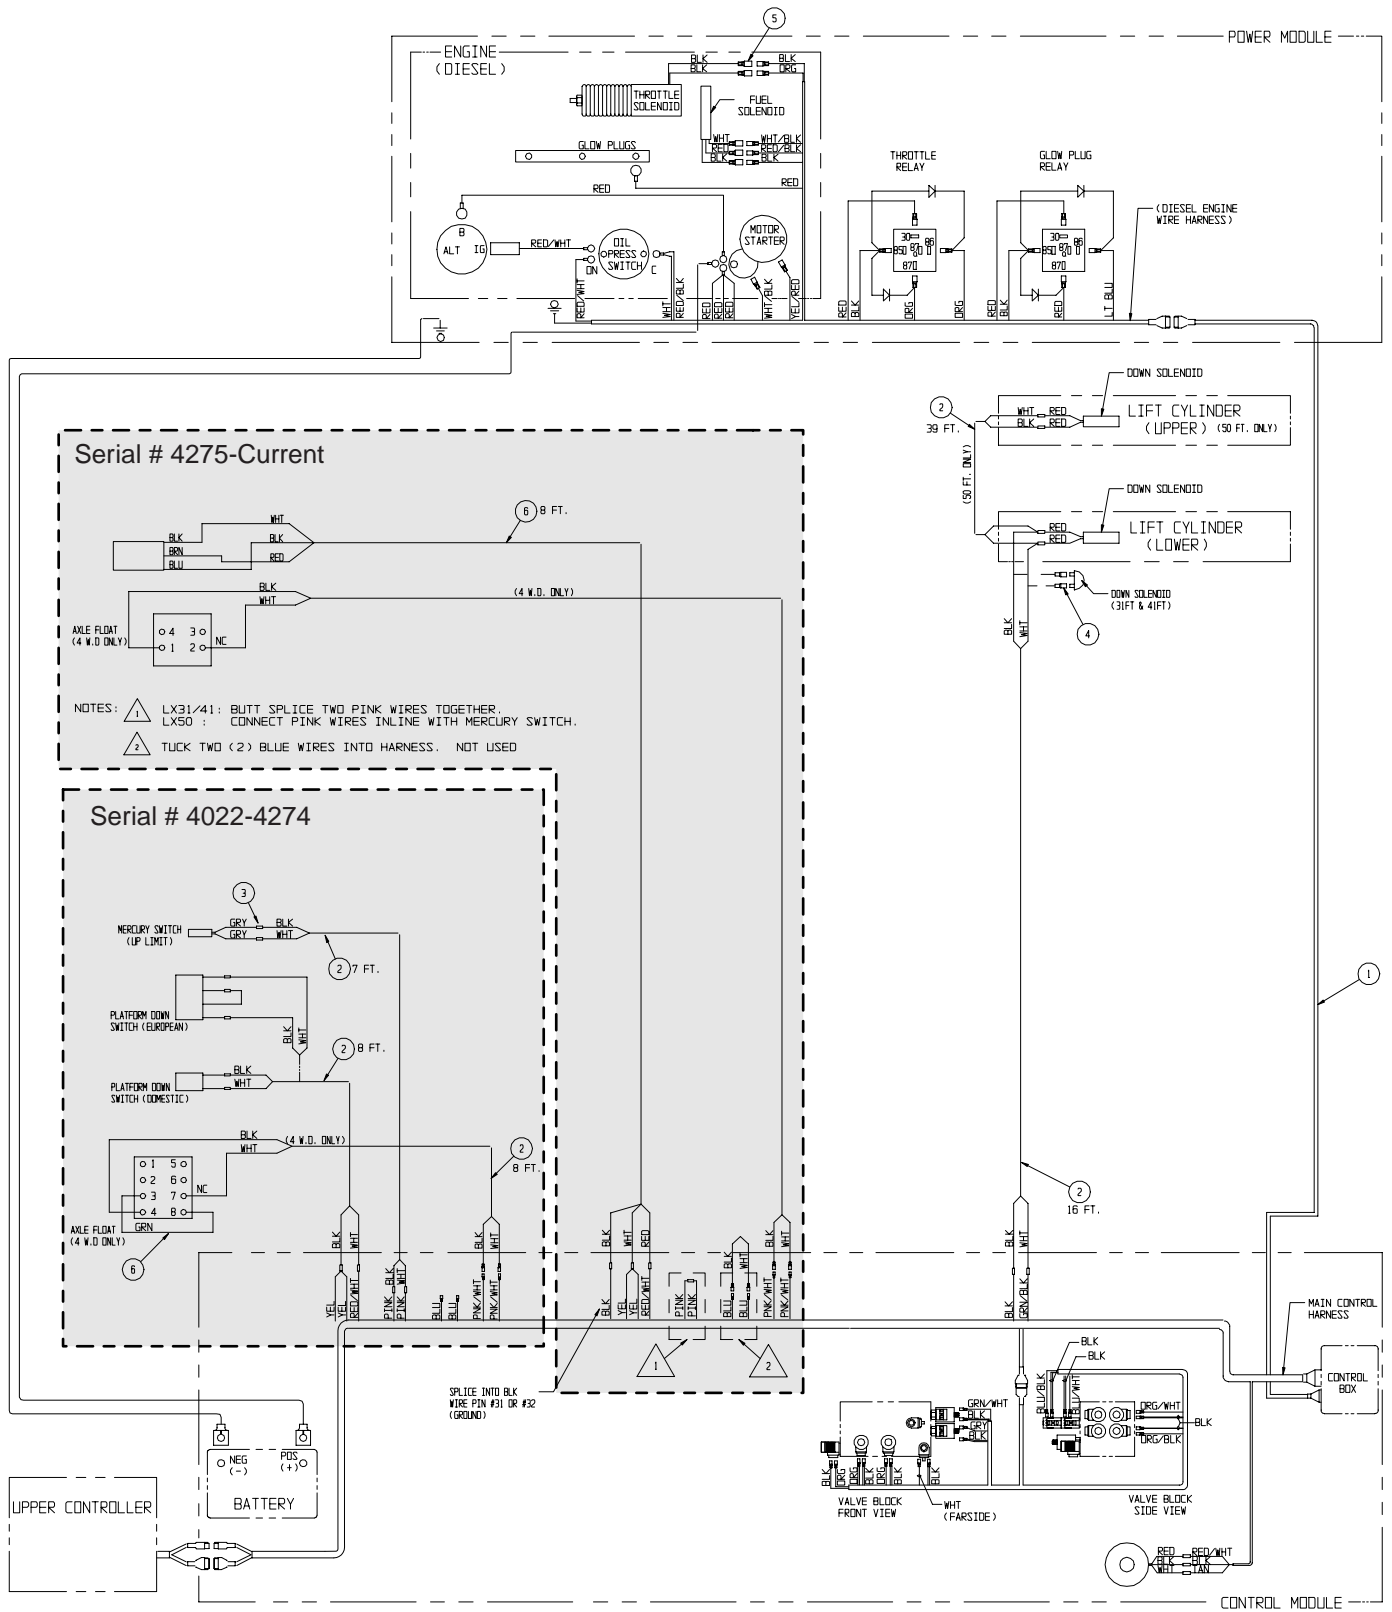 5
POWER MODULE
ENGINE
(DIESEL)
BLK
BLK
BLK
ORG
THROTTLE
SOLENOID
FUEL
SOLENOID
WHT
RED
BLK
WHT/BLK
RED/BLK
BLK
GLOW PLUGS
RED
RED
THROTTLE
RELAY
GLOW PLUG
RELAY
(DIESEL ENGINE
WIRE HARNESS)
B
ALT IG
RED/WHT
OIL
PRESS
SWITCH
ON
C
MOTOR
STARTER
30
86
85
87
87
30
86
85
87
87
RED/WHT
WHT
RED/BLK
RED
RED
RED
WHT/BLK
YEL/RED
RED
BLK
ORG
ORG
RED
BLK
RED
LT BLU
DOWN SOLENOID
2
39 FT.
WHT
BLK
RED
RED
LIFT CYLINDER
(UPPER) (50 FT. ONLY)
(50 FT. ONLY)
DOWN SOLENOID
RED
RED
LIFT CYLINDER
(LOWER)
DOWN SOLENOID
(31FT & 41FT)
4
BLK
WHT
Serial # 4275-Current
WHT
BLK
RED
BLK
BRN
BLU
6
8 FT.
BLK
WHT
(4 W.D. ONLY)
AXLE FLOAT
(4 W.D ONLY)
4 3
1 2
NC
NOTES:
1
LX31/41: BUTT SPLICE TWO PINK WIRES TOGETHER.
LX50 : CONNECT PINK WIRES INLINE WITH MERCURY SWITCH.
2
TUCK TWO (2) BLUE WIRES INTO HARNESS. NOT USED
Serial # 4022-4274
3
MERCURY SWITCH
(UP LIMIT)
GRY
GRY
BLK
WHT
2
7 FT.
PLATFORM DOWN
SWITCH (EUROPEAN)
BLK
WHT
2
8 FT.
PLATFORM DOWN
SWITCH (DOMESTIC)
BLK
WHT
BLK
WHT
(4 W.D. ONLY)
2
8 FT.
1 5
2 6
3 7
4 8
NC
GRN
AXLE FLOAT
(4 W.D ONLY)
6
1
2
16 FT.
BLK
WHT
YEL
YEL
RED/WHT
BLK
WHT
PINK
PINK
BLU
BLU
BLK
WHT
PNK/WHT
PNK/WHT
BLK
WHT
RED
BLK
YEL
YEL
RED/WHT
PINK
PINK
BLK
WHT
BLU
BLU
BLK
WHT
PNK/WHT
PNK/WHT
BLK
WHT
BLK
GRN/BLK
1
2
SPLICE INTO BLK
WIRE PIN #31 OR #32
(GROUND)
MAIN CONTROL
HARNESS
CONTROL
BOX
BLK
BLK
BLU/BLK
BLU/WHT
ORG/WHT
BLK
ORG/BLK
GRN/WHT
BLK
GRY
BLK
BLK
ORG
ORG
BLK
ORG
BLK
BLK
WHT
(FARSIDE)
VALVE BLOCK
FRONT VIEW
VALVE BLOCK
SIDE VIEW
NEG
(-)
POS
(+)
BATTERY
UPPER CONTROLLER
RED
BLK
WHT
RED/WHT
BLK
TAN
CONTROL MODULE